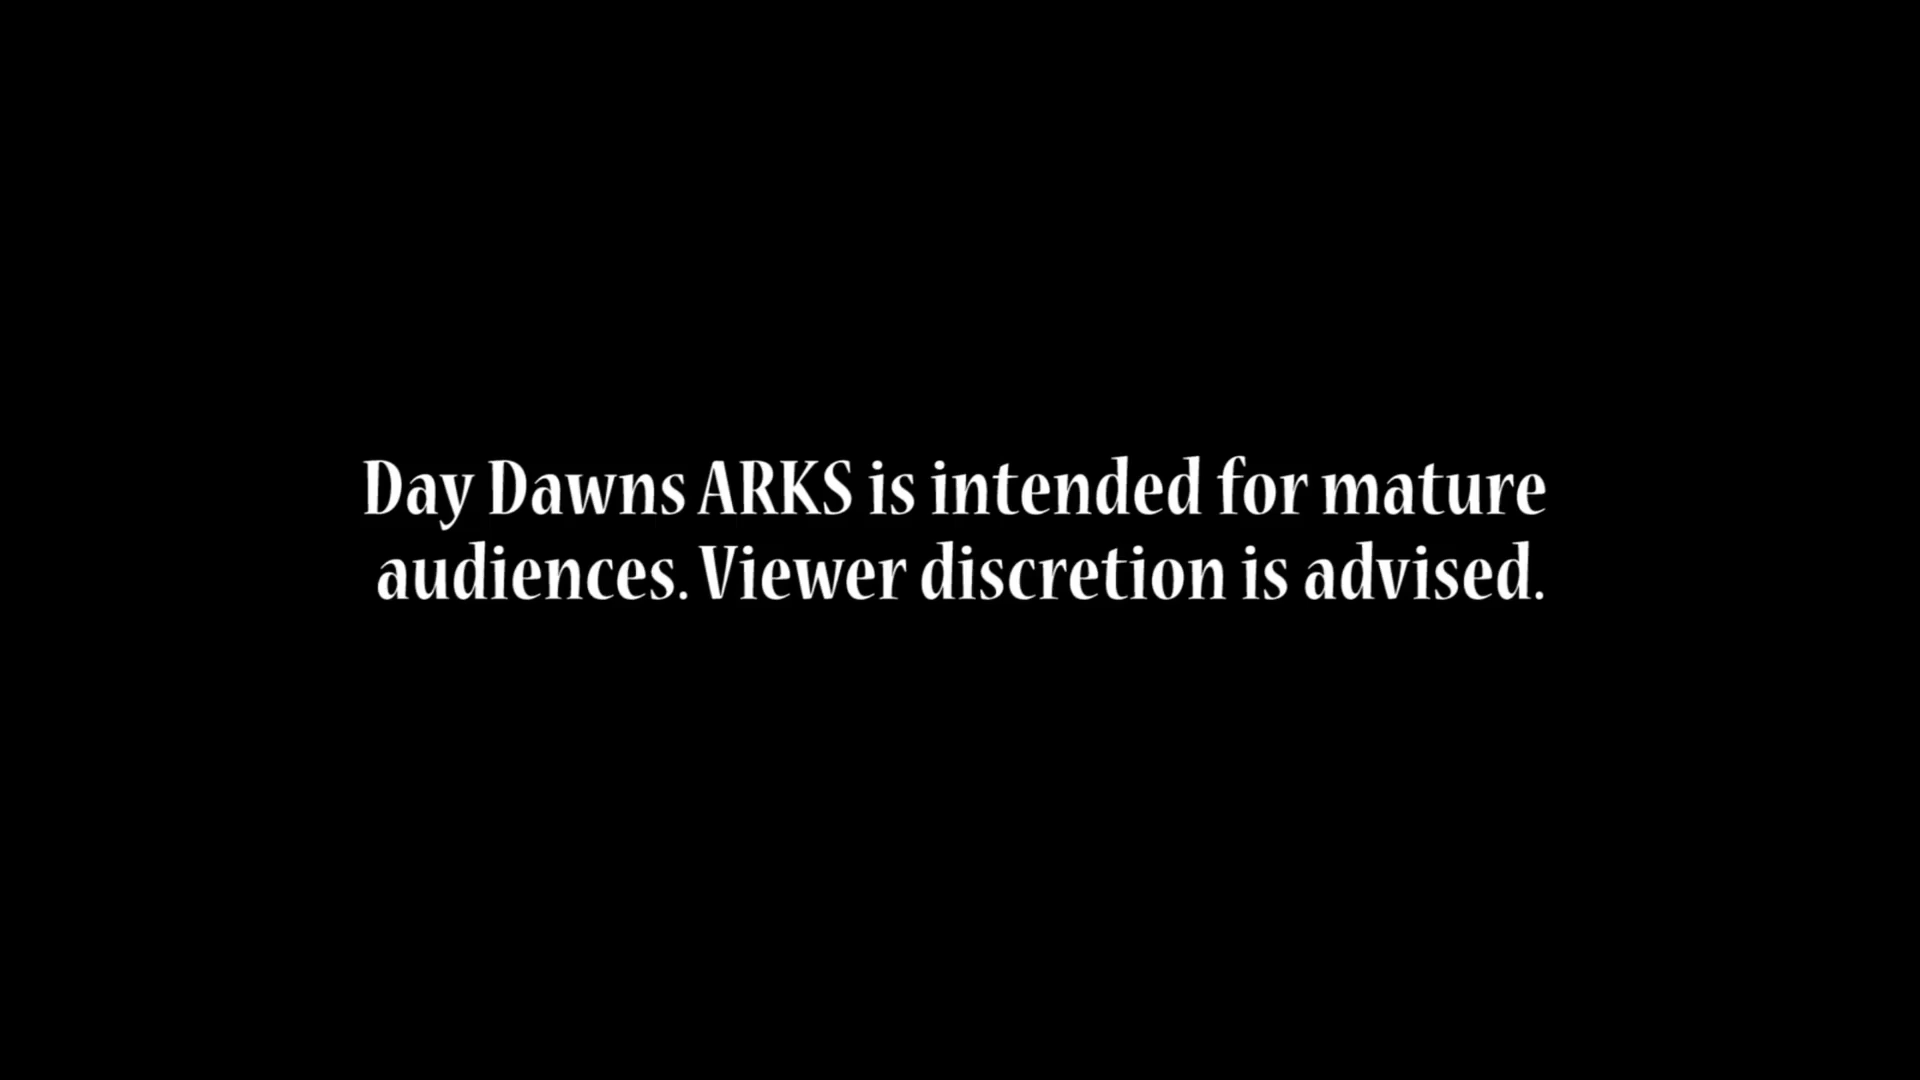 Day Dawns ARKS is intended for mature
audiences. Viewer discretion is advised.